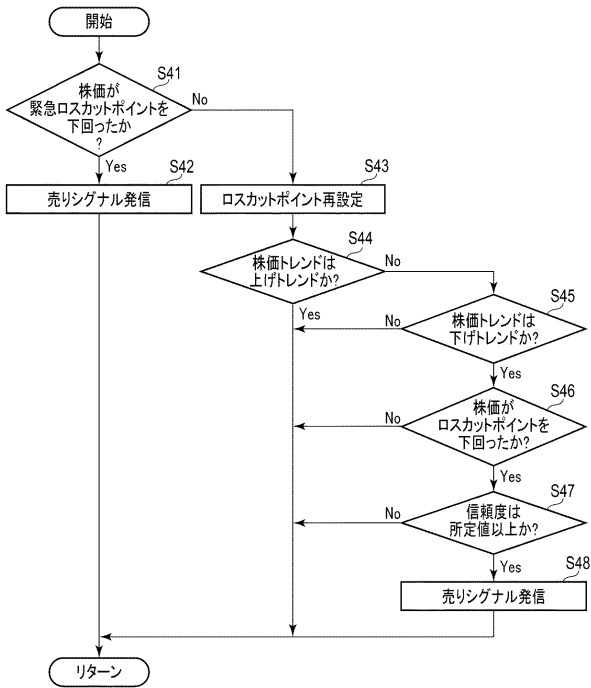 開始
S41
株価が
緊急ロスカットポイントを
下回ったか
?
No
Yes
S42
売りシグナル発信
S43
ロスカットポイント再設定
S44
株価トレンドは
上げトレンドか?
No
Yes
S45
株価トレンドは
下げトレンドか?
No
Yes
S46
株価が
ロスカットポイントを
下回ったか?
No
Yes
S47
信頼度は
所定値以上か?
No
Yes
S48
売りシグナル発信
リターン